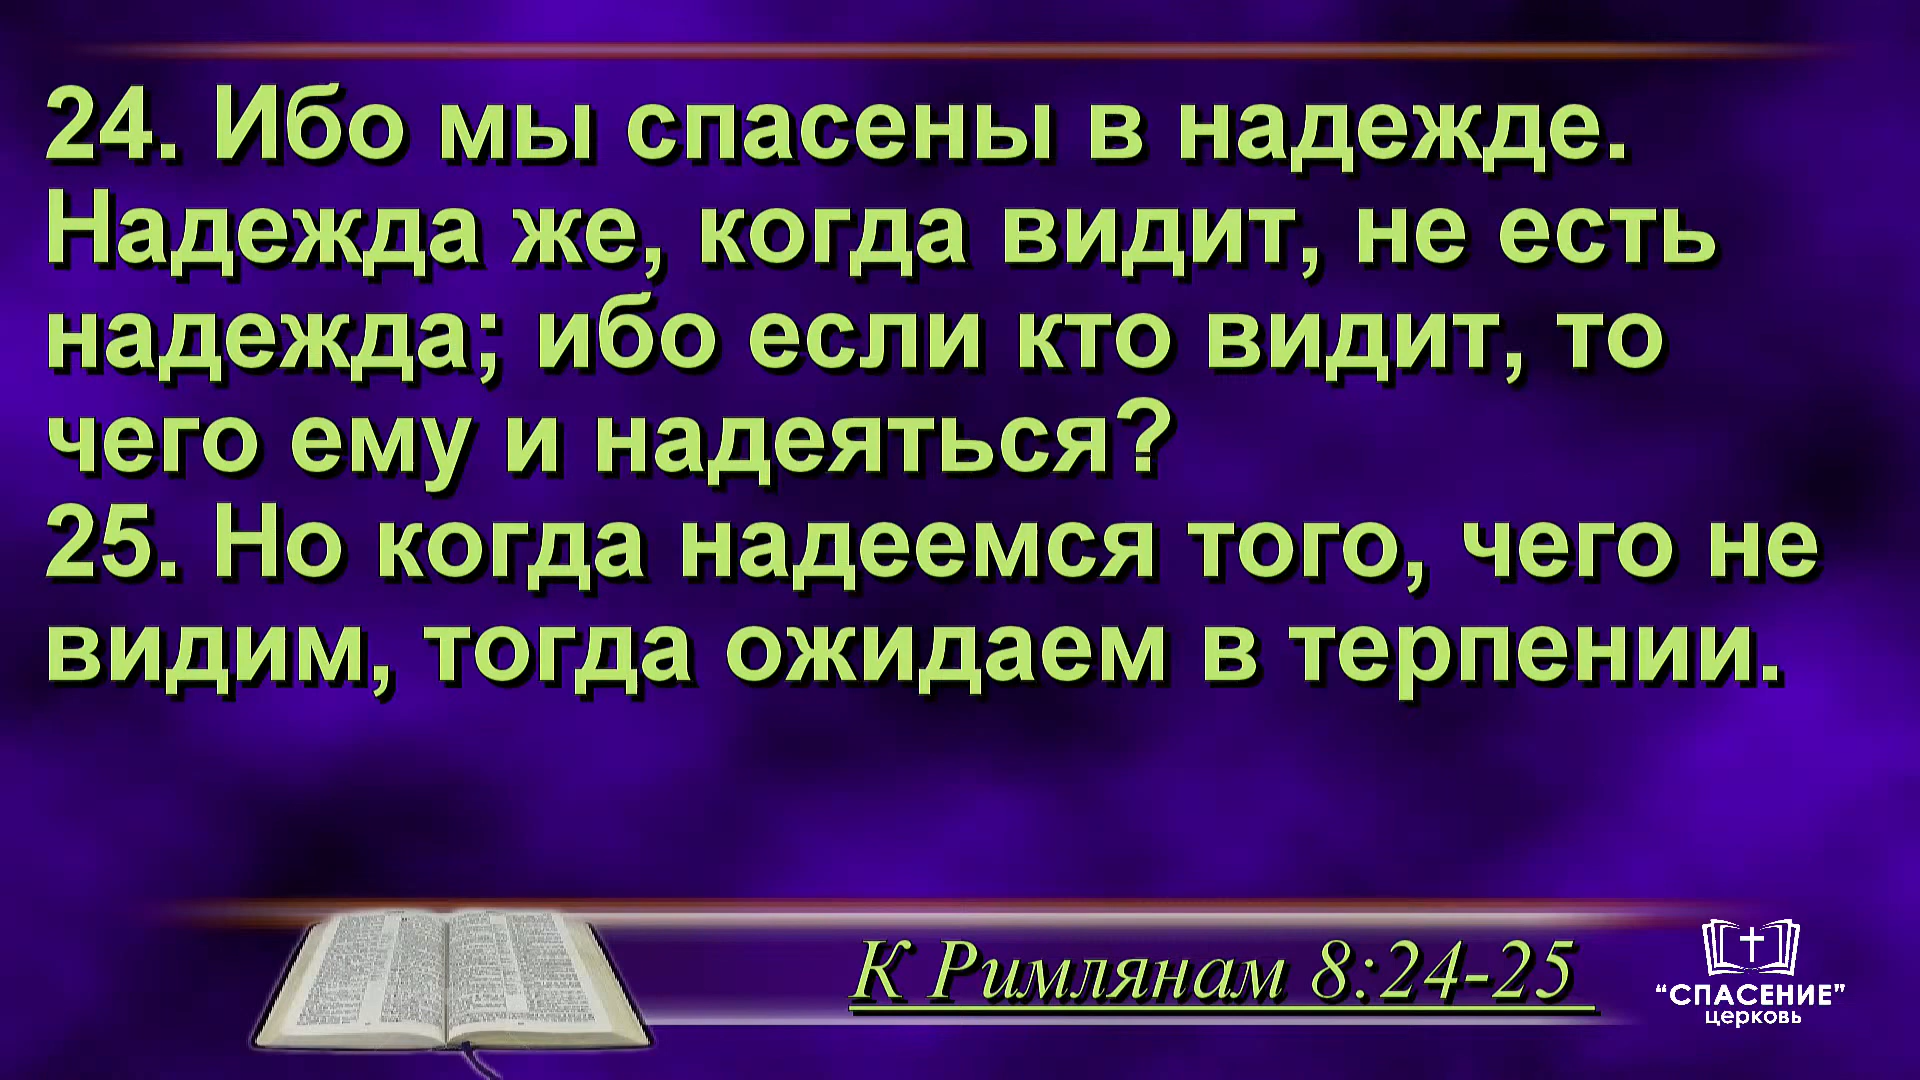 24. Ибо мы спасены в надежде.
Надежда же, когда видит, не есть
надежда; ибо если кто видит, то
чего ему и надеяться?
25. Но когда надеемся того, чего не
видим, тогда ожидаем в терпении.
К Римлянам 8:24-25
“СПАСЕНИЕ”
церковь